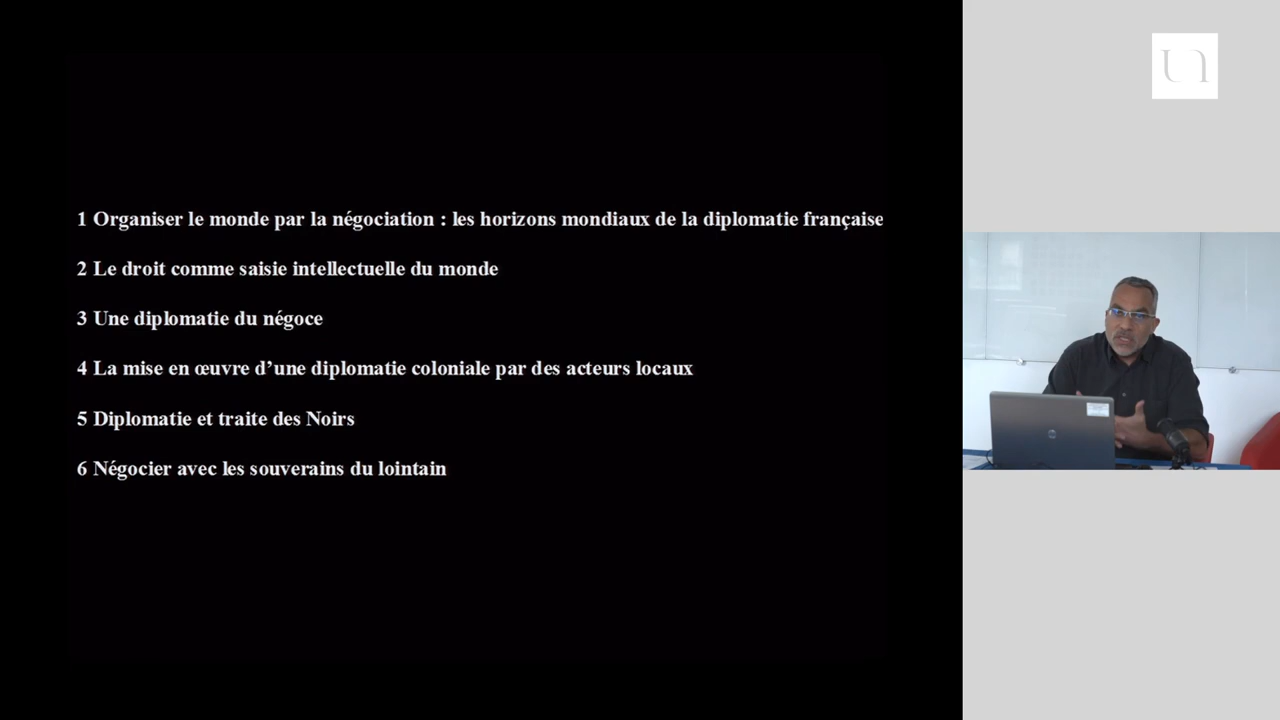 1 Organiser le monde par la négociation : les horizons mondiaux de la diplomatie française
2 Le droit comme saisie intellectuelle du monde
3 Une diplomatie du négoce
4 La mise en œuvre d’une diplomatie coloniale par des acteurs locaux
5 Diplomatie et traite des Noirs
6 Négocier avec les souverains du lointain